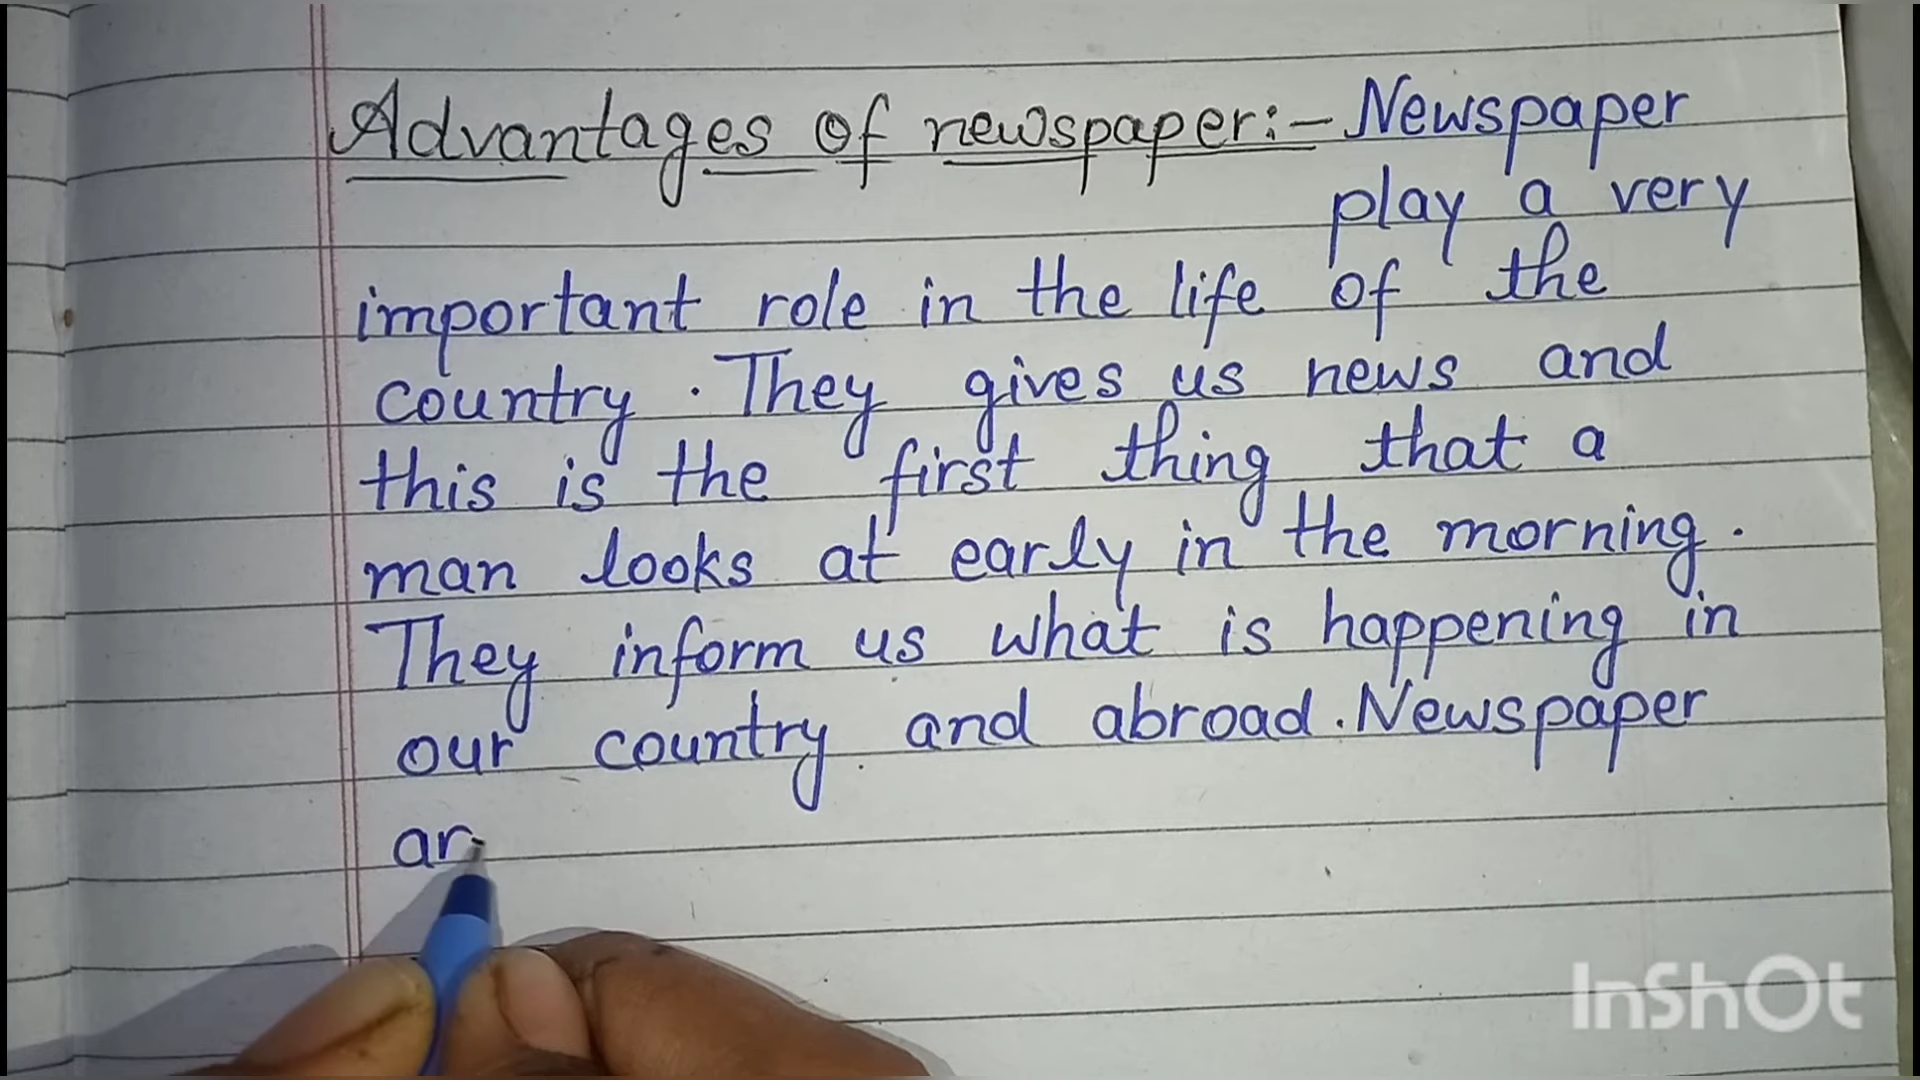 Advantages of newspaper:- Newspaper
play a very
important role in the life of the
country. They gives us news and
this is the first thing that a
man looks at early in the morning.
They inform us what is happening in
our country and abroad. Newspaper
ar
InShOt